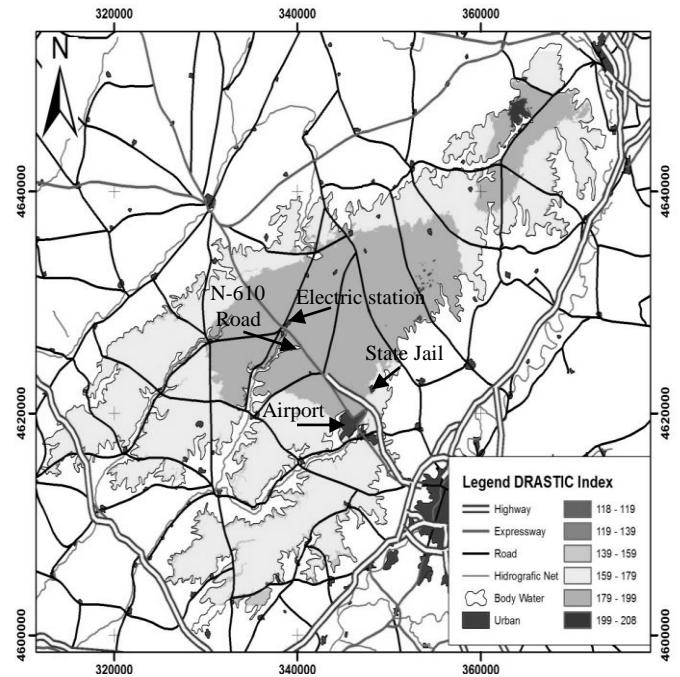 320000 340000 360000
N
4640000 4640000
N-610
Road
Electric station
State Jail
Airport
4620000 4620000
Legend DRASTIC Index
Highway 118 - 119
Expressway 119 - 139
Road 139 - 159
Hidrografic Net 159 - 179
Body Water 179 - 199
Urban 199 - 208
4600000 4600000
320000 340000 360000